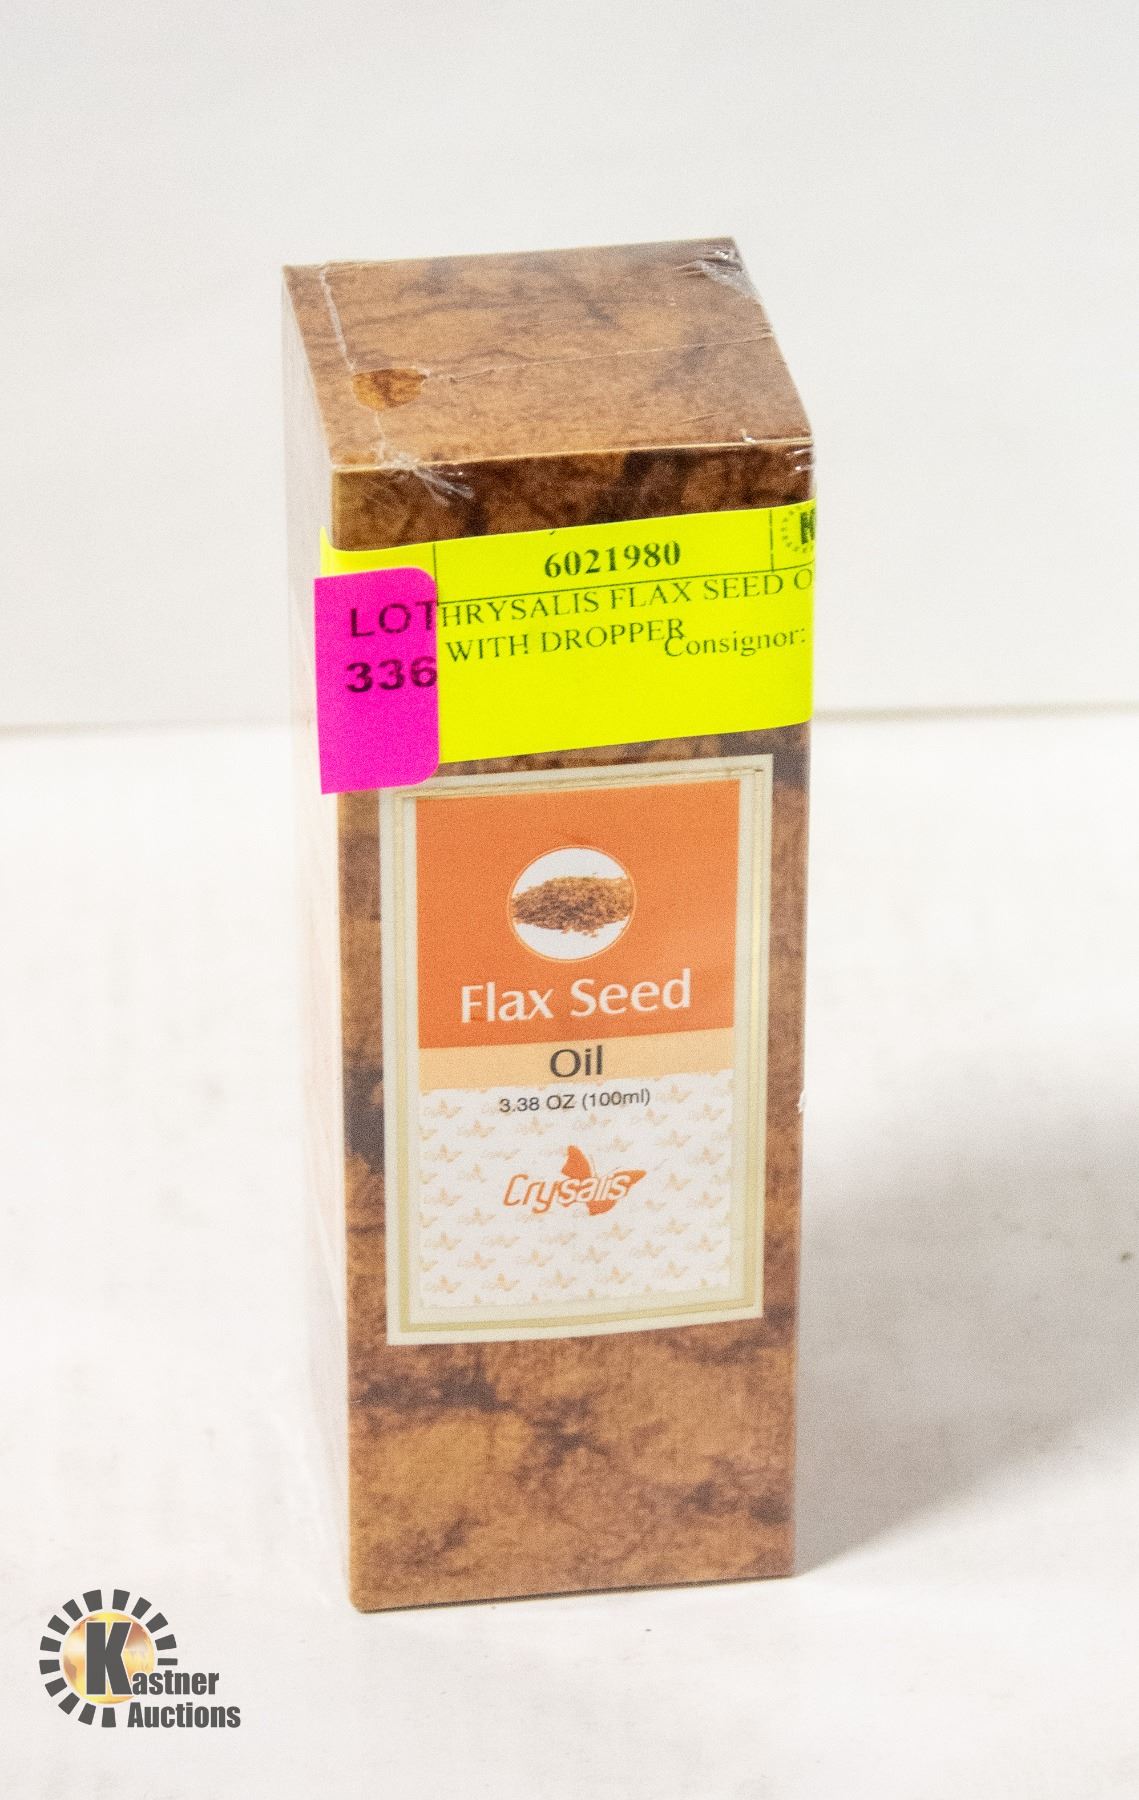 6021980
LOT
336
HRYSALIS FLAX SEED O
WITH DROPPER
Consignor:
Flax Seed
Oil
3.38 OZ (100ml)
Crysalis
Kastner
Auctions